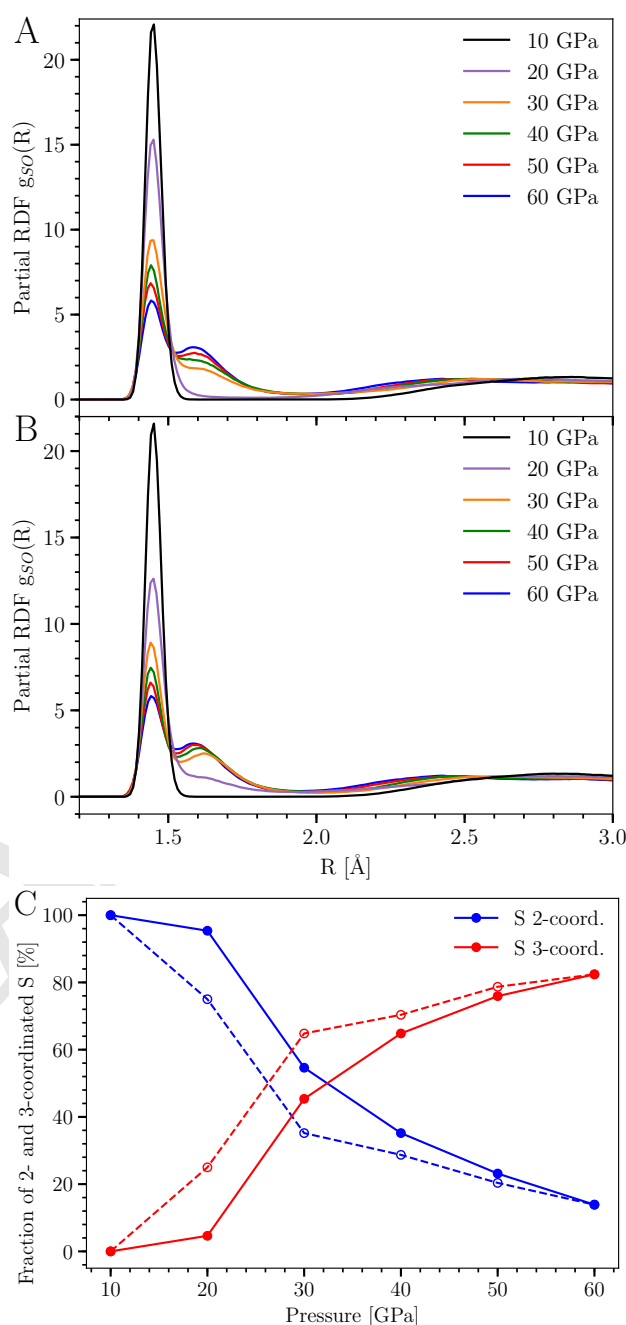 A
Partial RDF gSO(R)
20
15
10
5
0
10 GPa
20 GPa
30 GPa
40 GPa
50 GPa
60 GPa
B
Partial RDF gSO(R)
20
15
10
5
0
10 GPa
20 GPa
30 GPa
40 GPa
50 GPa
60 GPa
1.5 2.0 2.5 3.0
R [Å]
C
Fraction of 2- and 3-coordinated S [%]
100
80
60
40
20
0
S 2-coord.
S 3-coord.
10 20 30 40 50 60
Pressure [GPa]